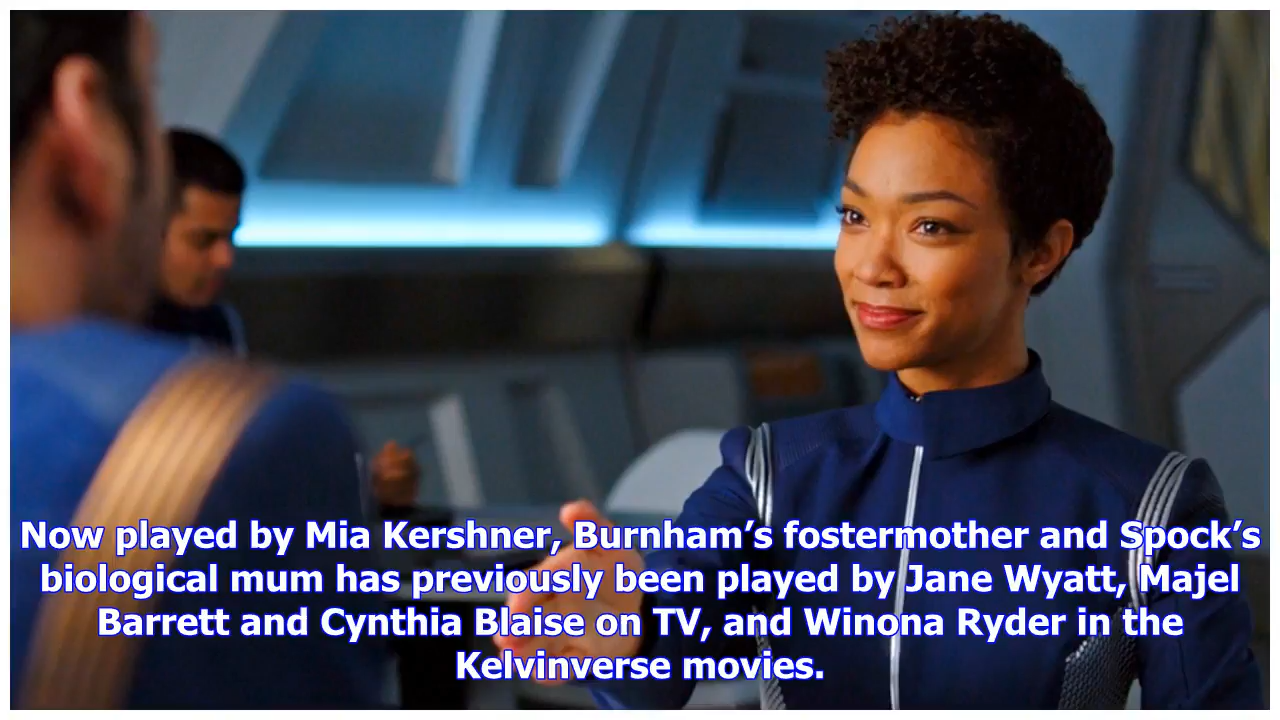 Now played by Mia Kershner, Burnham’s fostermother and Spock’s
biological mum has previously been played by Jane Wyatt, Majel
Barrett and Cynthia Blaise on TV, and Winona Ryder in the
Kelvinverse movies.